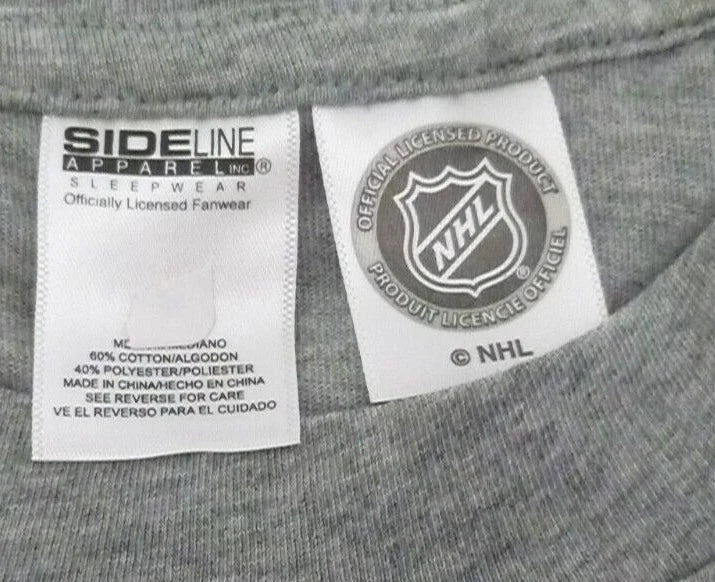 SIDELINE
APPAREL INC ®
SLEEPWEAR
Officially Licensed Fanwear
60% COTTON/ALGODON
40% POLYESTER/POLIESTER
MADE IN CHINA/HECHO EN CHINA
SEE REVERSE FOR CARE
VE EL REVERSO PARA EL CUIDADO
OFFICIAL LICENSED PRODUCT
NHL
®
PRODUIT LICENCIÉ OFFICIEL
© NHL